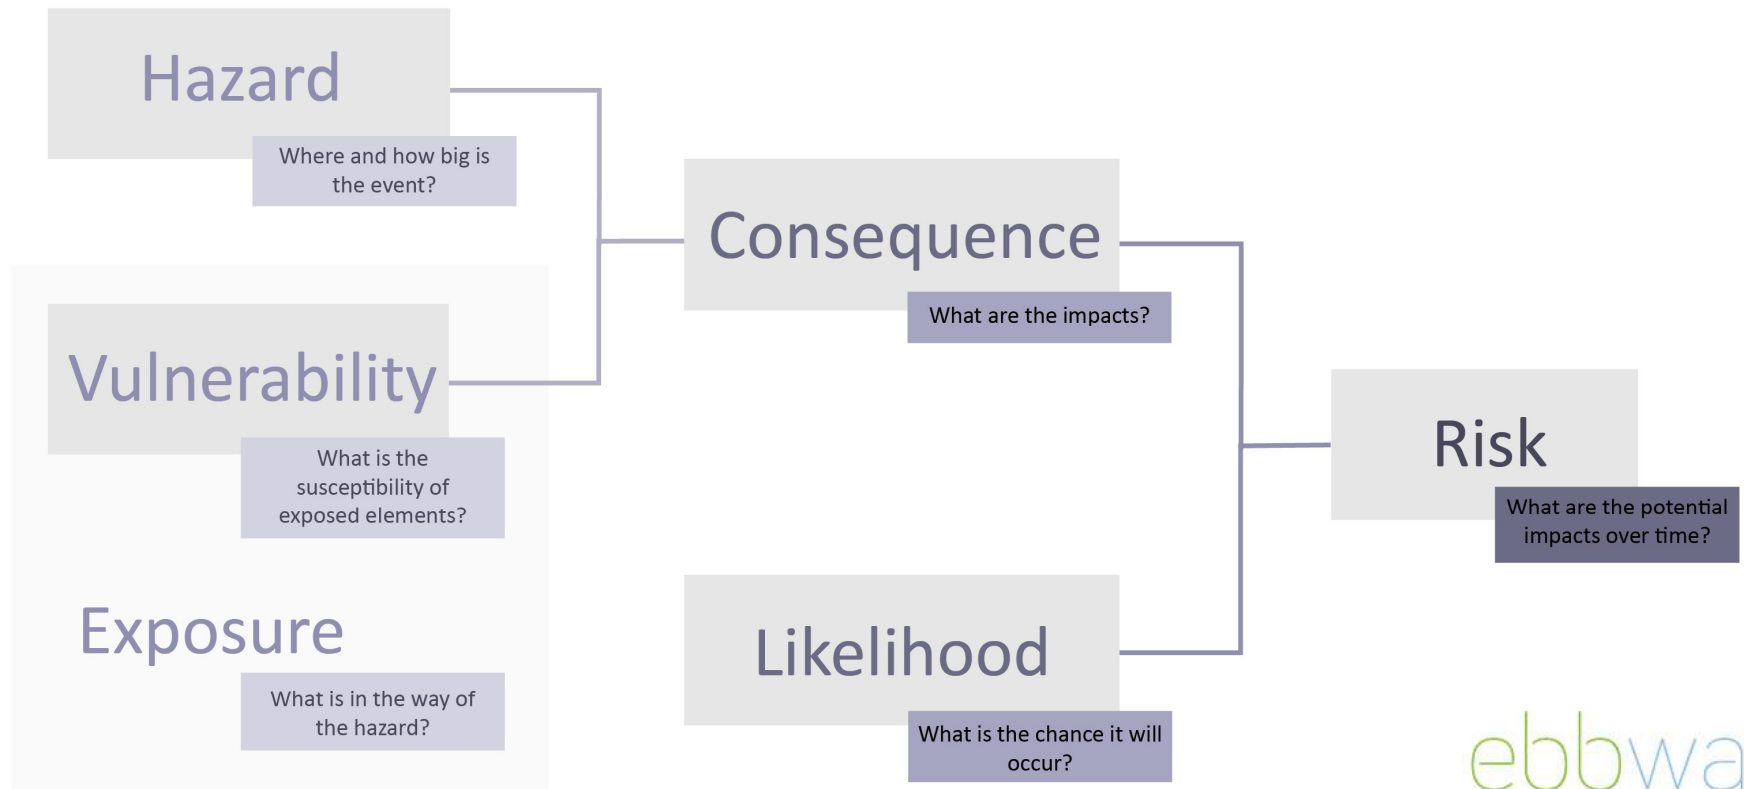 Hazard
Where and how big is
the event?
Vulnerability
What is the
susceptibility of
exposed elements?
Exposure
What is in the way of
the hazard?
Consequence
What are the impacts?
Likelihood
What is the chance it will
occur?
Risk
What are the potential
impacts over time?
ebbwa